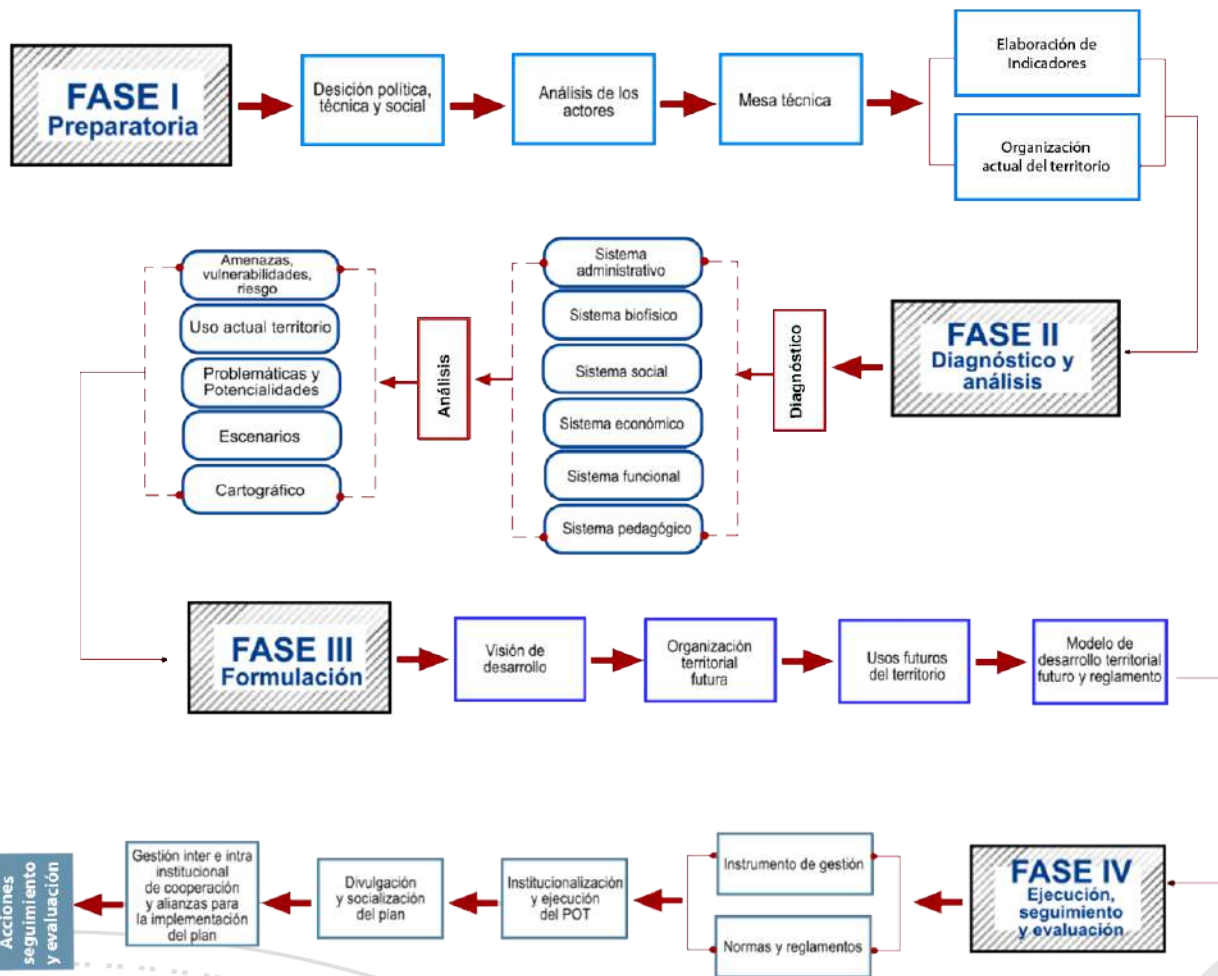 FASE I
Preparatoria
Desición política,
técnica y social
Análisis de los
actores
Mesa técnica
Elaboración de
Indicadores
Organización
actual del territorio
FASE II
Diagnóstico y
análisis
Diagnóstico
Sistema
administrativo
Sistema biofisico
Sistema social
Sistema económico
Sistema funcional
Sistema pedagógico
Análisis
Amenazas,
vulnerabilidades,
riesgo
Uso actual territorio
Problemáticas y
Potencialidades
Escenarios
Cartográfico
FASE III
Formulación
Visión de
desarrollo
Organización
territorial
futura
Usos futuros
del territorio
Modelo de
desarrollo territorial
futuro y reglamento
FASE IV
Ejecución,
seguimiento
y evaluación
Instrumento de gestión
Normas y reglamentos
Institucionalización
y ejecución
del POT
Divulgación
y socialización
del plan
Gestión inter e intra
institucional
de cooperación
y alianzas para
la implementación
del plan
Acciones
seguimiento
y evaluación